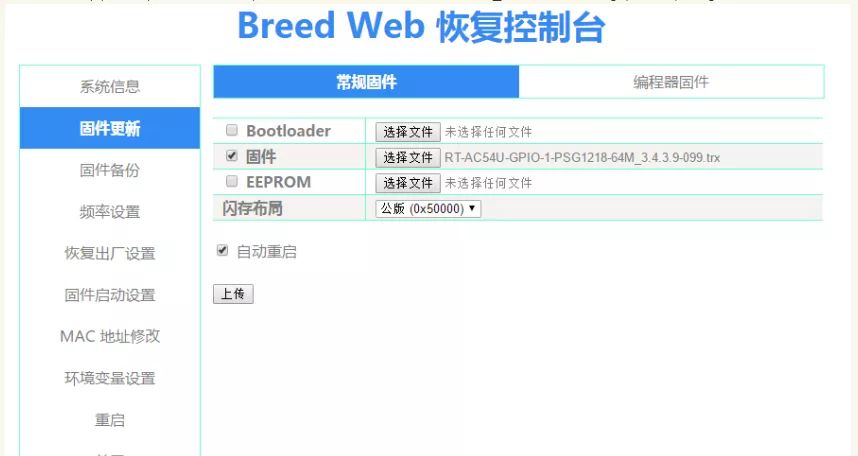 Breed Web 恢复控制台
系统信息
固件更新
固件备份
频率设置
恢复出厂设置
固件启动设置
MAC 地址修改
环境变量设置
重启
常规固件 编程器固件
Bootloader 选择文件 未选择任何文件
固件 选择文件 RT-AC54U-GPIO-1-PSG1218-64M_3.4.3.9-099.trx
EEPROM 选择文件 未选择任何文件
闪存布局 公版 (0x50000)
自动重启
上传